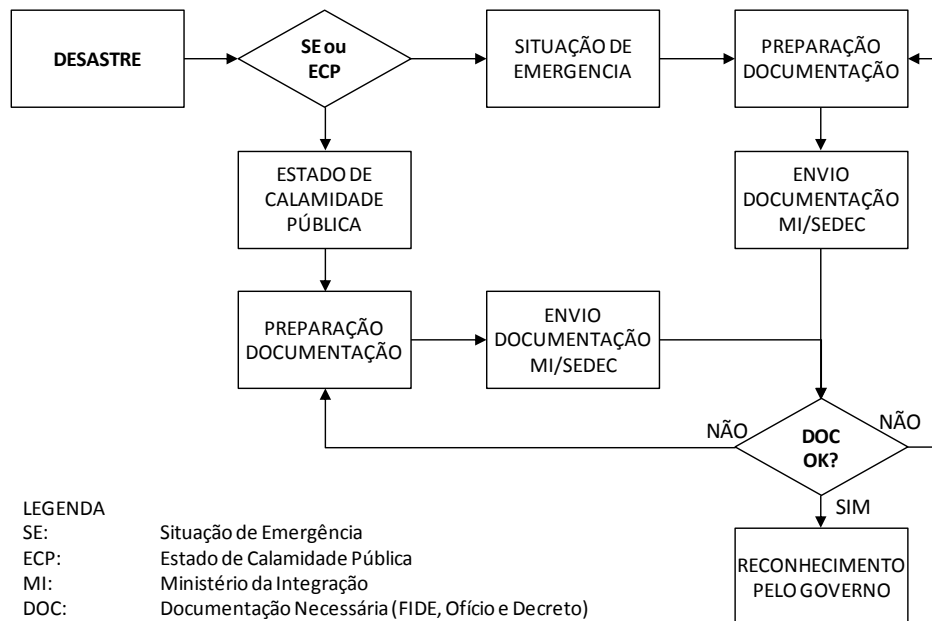 DESASTRE
SE ou
ECP
SITUAÇÃO DE
EMERGENCIA
PREPARAÇÃO
DOCUMENTAÇÃO
ESTADO DE
CALAMIDADE
PÚBLICA
ENVIO
DOCUMENTAÇÃO
MI/SEDEC
PREPARAÇÃO
DOCUMENTAÇÃO
ENVIO
DOCUMENTAÇÃO
MI/SEDEC
NÃO
DOC
OK?
NÃO
SIM
RECONHECIMENTO
PELO GOVERNO
LEGENDA
SE: Situação de Emergência
ECP: Estado de Calamidade Pública
MI: Ministério da Integração
DOC: Documentação Necessária (FIDE, Ofício e Decreto)